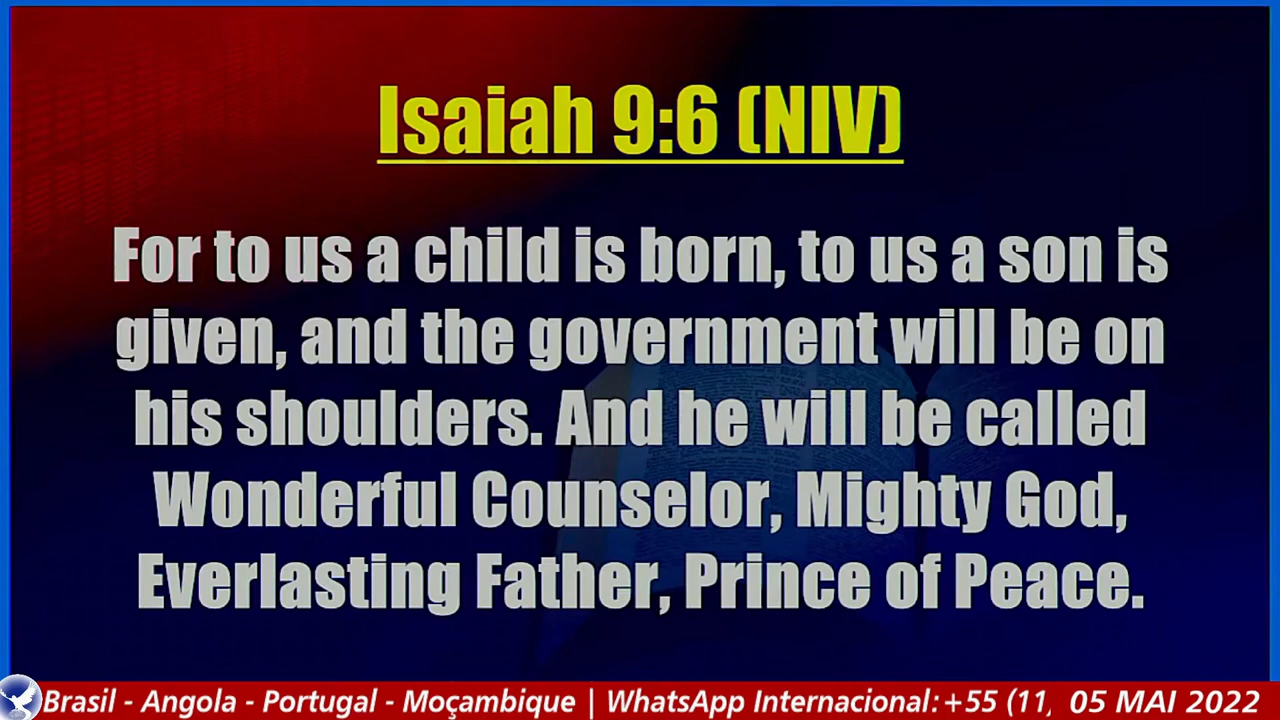 Isaiah 9:6 (NIV)
For to us a child is born, to us a son is
given, and the government will be on
his shoulders. And he will be called
Wonderful Counselor, Mighty God,
Everlasting Father, Prince of Peace.
Brasil - Angola - Portugal - Moçambique | WhatsApp Internacional: +55 (11, 05 MAI 2022